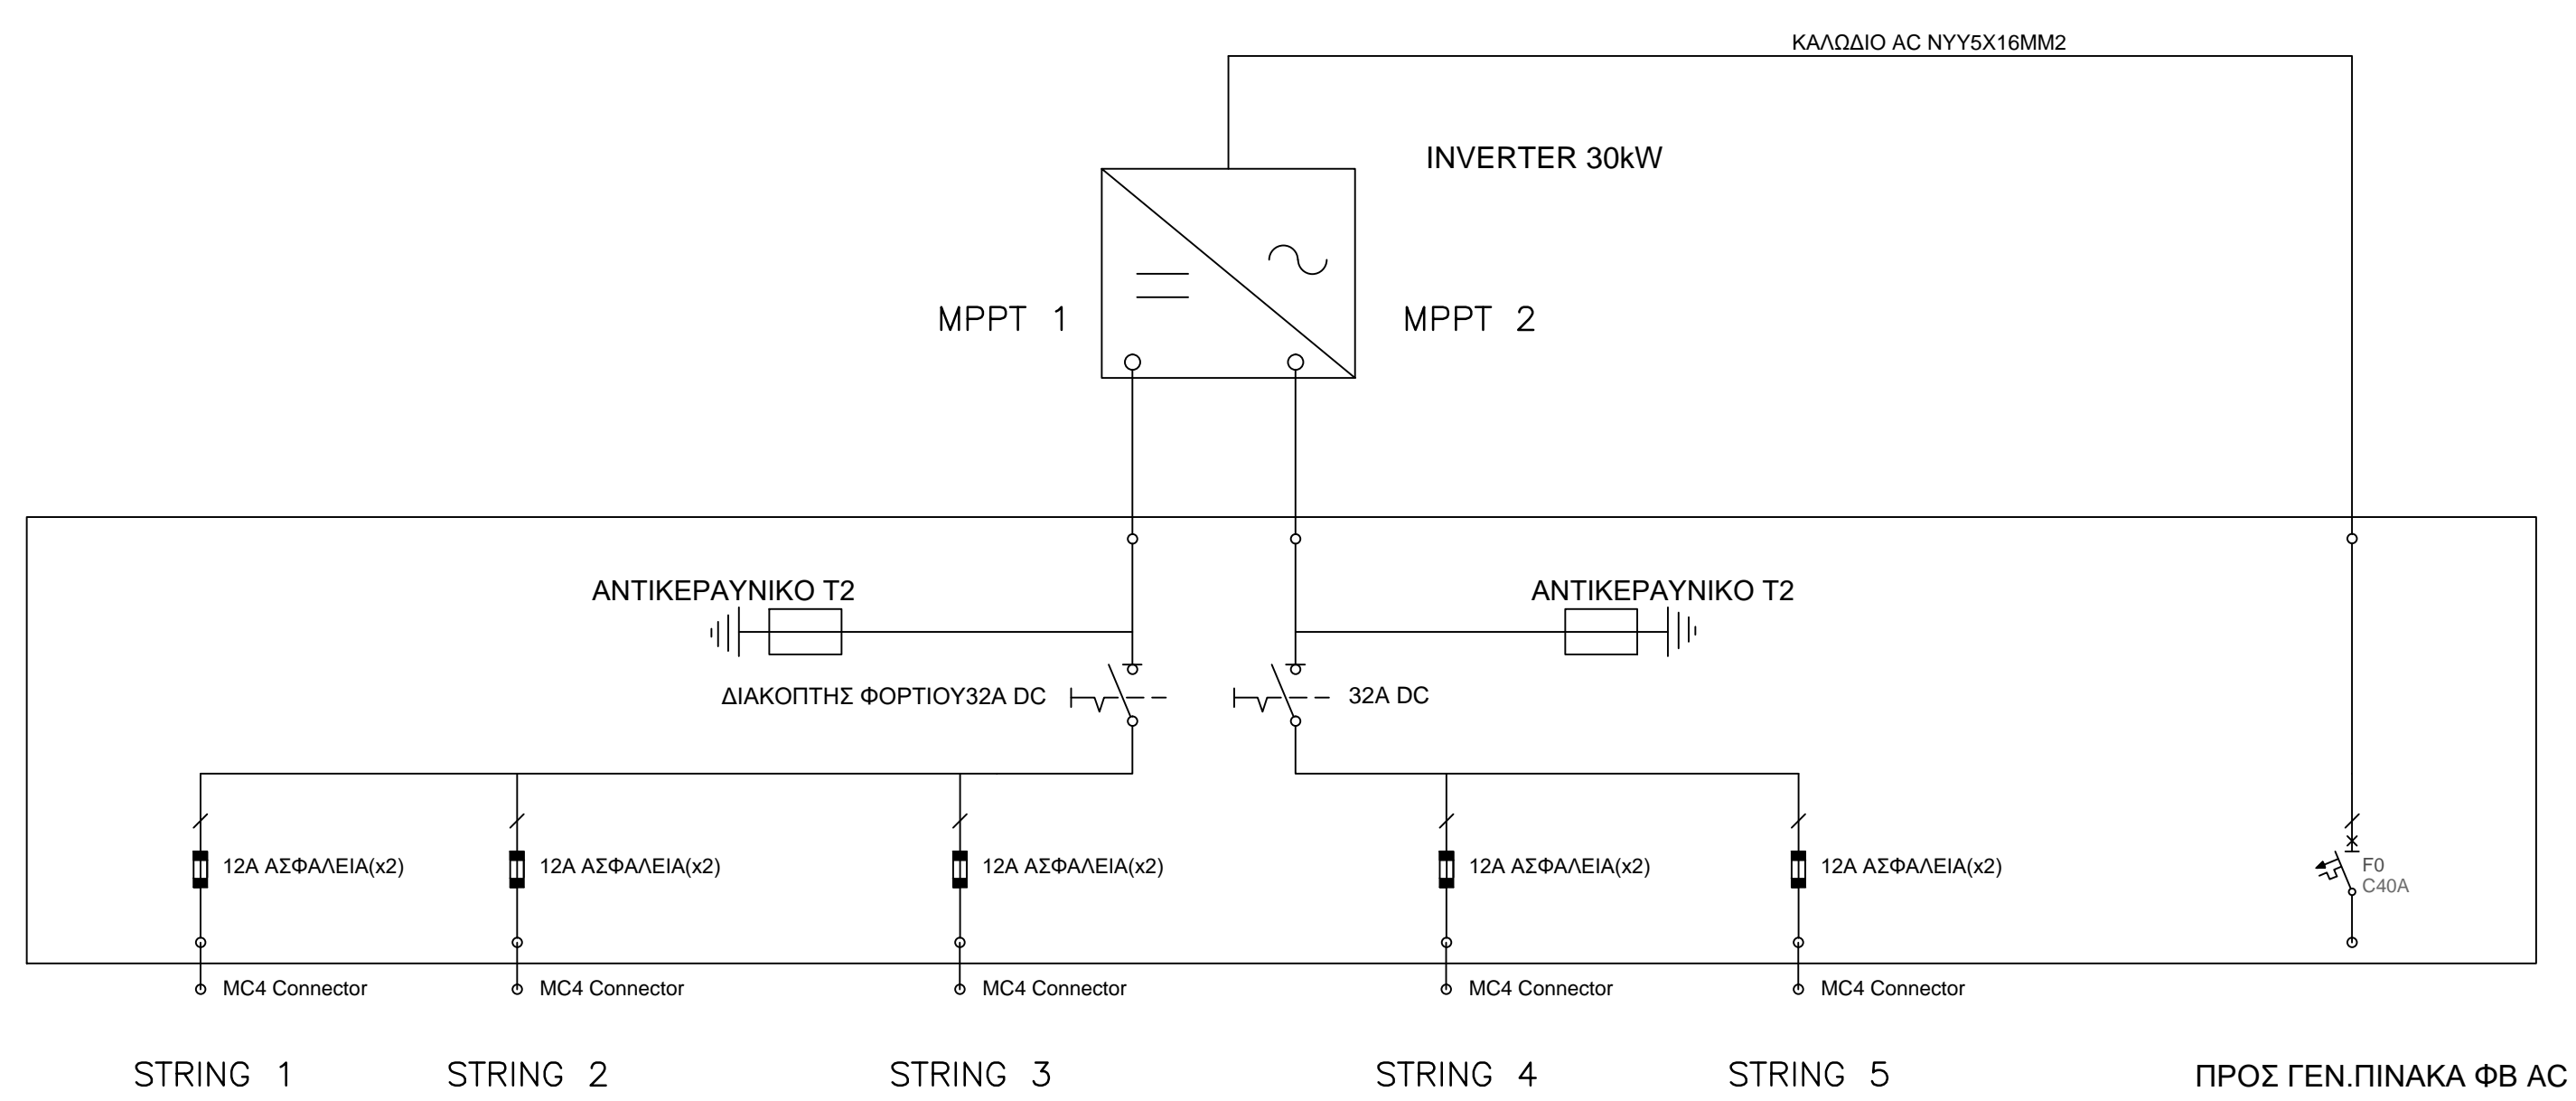 ΚΑΛΩΔΙΟ AC NYY5X16MM2
INVERTER 30kW
MPPT 1
MPPT 2
ΑΝΤΙΚΕΡΑΥΝΙΚΟ T2
ΑΝΤΙΚΕΡΑΥΝΙΚΟ T2
ΔΙΑΚΟΠΤΗΣ ΦΟΡΤΙΟΥ32A DC
32A DC
12A ΑΣΦΑΛΕΙΑ(x2)
12A ΑΣΦΑΛΕΙΑ(x2)
12A ΑΣΦΑΛΕΙΑ(x2)
12A ΑΣΦΑΛΕΙΑ(x2)
12A ΑΣΦΑΛΕΙΑ(x2)
F0
C40A
MC4 Connector
MC4 Connector
MC4 Connector
MC4 Connector
MC4 Connector
STRING 1
STRING 2
STRING 3
STRING 4
STRING 5
ΠΡΟΣ ΓΕΝ.ΠΙΝΑΚΑ ΦΒ AC